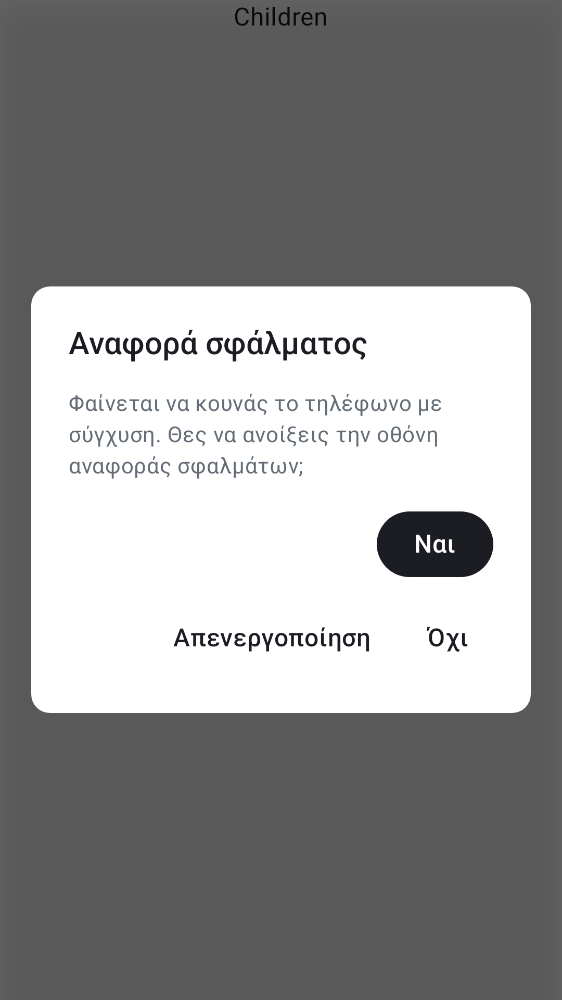 Children
Αναφορά σφάλματος
Φαίνεται να κουνάς το τηλέφωνο με
σύγχυση. Θες να ανοίξεις την οθόνη
αναφοράς σφαλμάτων;
Ναι
Απενεργοποίηση
Όχι